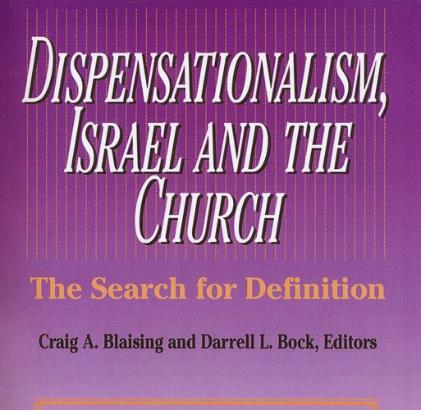 DISPENSATIONALISM,
ISRAEL AND THE
CHURCH
The Search for Definition
Craig A. Blaising and Darrell L. Bock, Editors